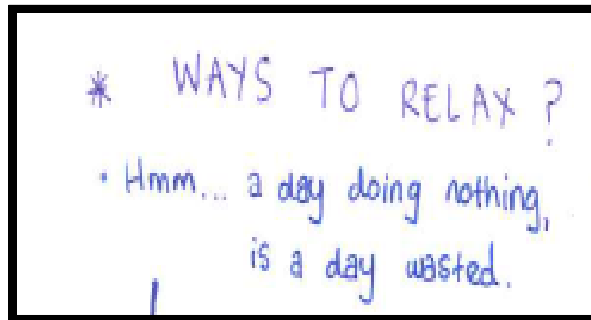 * WAYS TO RELAX ?
• Hmm... a day doing nothing,
is a day wasted.